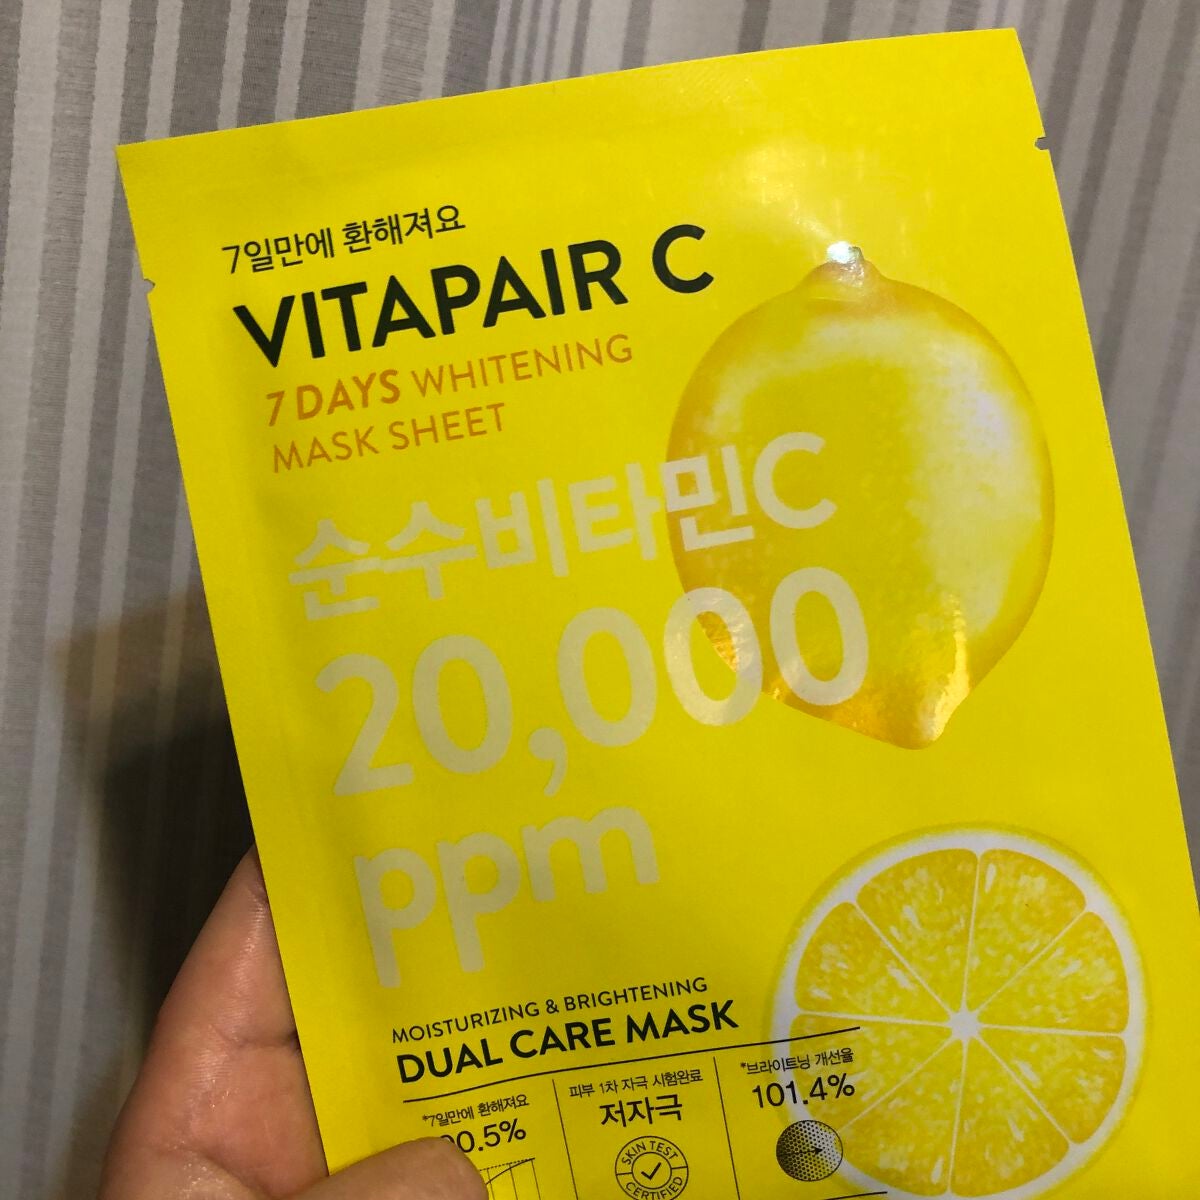 7일만에 환해져요
VITAPAIR C
7 DAYS WHITENING
MASK SHEET
순수비타민C
20,000
ppm
MOISTURIZING & BRIGHTENING
DUAL CARE MASK
*7일만에 환해져요
0.5%
피부 1차 자극 시험완료
저자극
SKIN TEST
CERTIFIED
*브라이트닝 개선율
101.4%